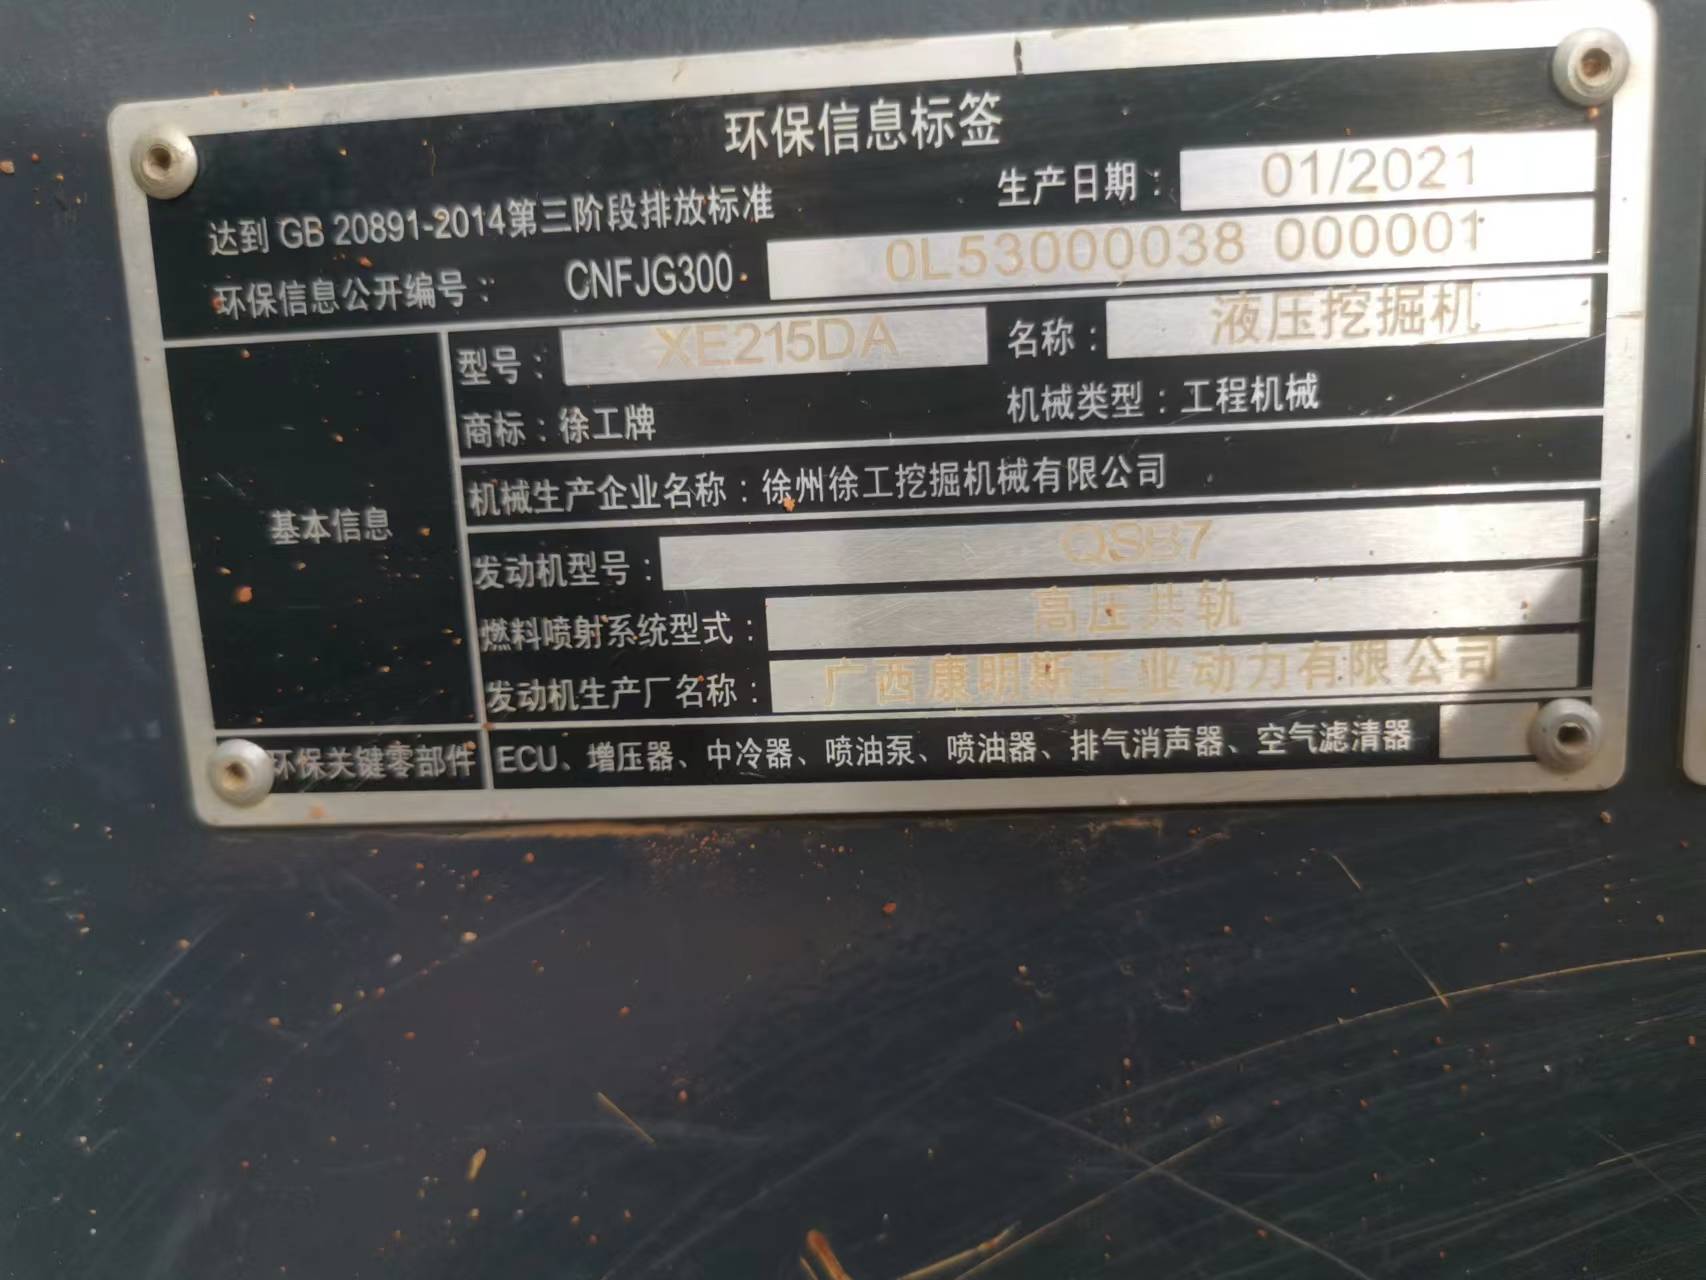 环保信息标签
达到 GB 20891-2014第三阶段排放标准 生产日期： 01/2021
环保信息公开编号： CNFJG300 0L53000038 000001
基本信息
型号： XE215DA 名称： 液压挖掘机
商标：徐工牌 机械类型：工程机械
机械生产企业名称：徐州徐工挖掘机械有限公司
发动机型号： QSB7
燃料喷射系统型式： 高压共轨
发动机生产厂名称： 广西康明斯工业动力有限公司
环保关键零部件 ECU、增压器、中冷器、喷油泵、喷油器、排气消声器、空气滤清器